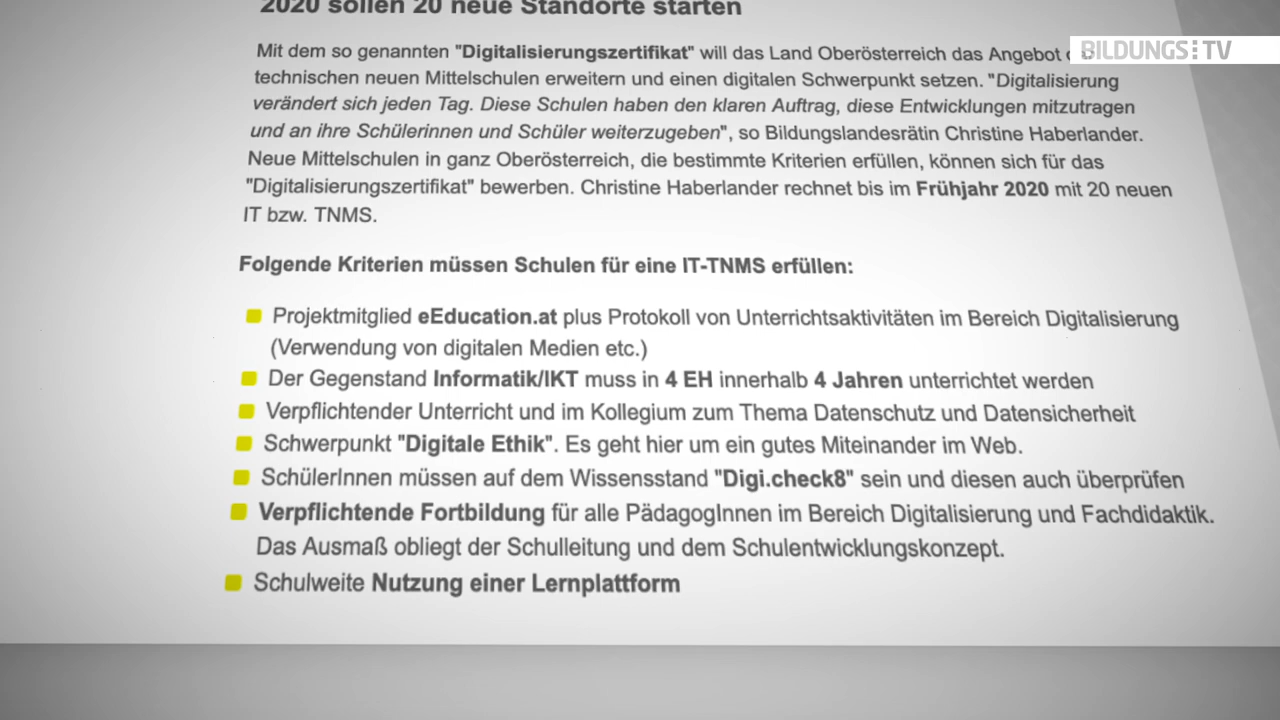 2020 sollen 20 neue Standorte starten
BILDUNGS TV
Mit dem so genannten "Digitalisierungszertifikat" will das Land Oberösterreich das Angebot
technischen neuen Mittelschulen erweitern und einen digitalen Schwerpunkt setzen. "Digitalisierung
verändert sich jeden Tag. Diese Schulen haben den klaren Auftrag, diese Entwicklungen mitzutragen
und an ihre Schülerinnen und Schüler weiterzugeben", so Bildungslandesrätin Christine Haberlander.
Neue Mittelschulen in ganz Oberösterreich, die bestimmte Kriterien erfüllen, können sich für das
"Digitalisierungszertifikat" bewerben. Christine Haberlander rechnet bis im Frühjahr 2020 mit 20 neuen
IT bzw. TNMS.
Folgende Kriterien müssen Schulen für eine IT-TNMS erfüllen:
Projektmitglied eEducation.at plus Protokoll von Unterrichtsaktivitäten im Bereich Digitalisierung
(Verwendung von digitalen Medien etc.)
Der Gegenstand Informatik/IKT muss in 4 EH innerhalb 4 Jahren unterrichtet werden
Verpflichtender Unterricht und im Kollegium zum Thema Datenschutz und Datensicherheit
Schwerpunkt "Digitale Ethik". Es geht hier um ein gutes Miteinander im Web.
SchülerInnen müssen auf dem Wissensstand "Digi.check8" sein und diesen auch überprüfen
Verpflichtende Fortbildung für alle PädagogInnen im Bereich Digitalisierung und Fachdidaktik.
Das Ausmaß obliegt der Schulleitung und dem Schulentwicklungskonzept.
Schulweite Nutzung einer Lernplattform